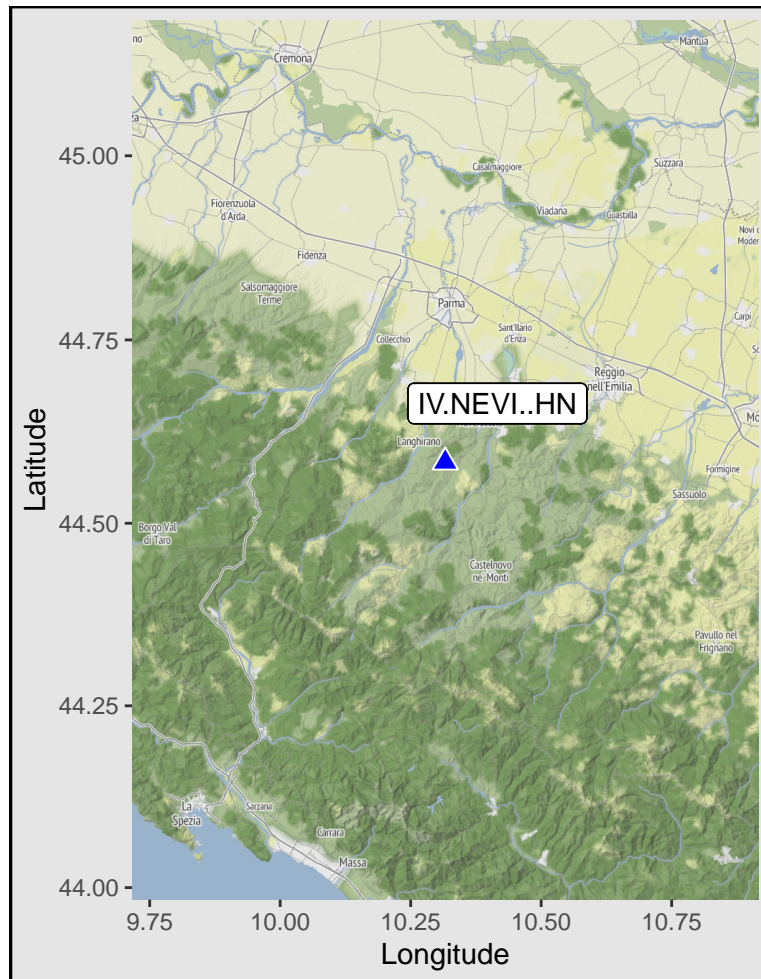 Mantua
Cremona
45.00
Suzzara
Casalmaggiore
Fiorenzuola
d'Arda
Viadana
Guastalla
Fidenza
Salsomaggiore
Terme
Parma
Carpi
44.75
Collecchio
Sant'Ilario
d'Enza
Reggio
nell'Emilia
IV.NEVI..HN
Langhirano
Latitude
Formigine
Sassuolo
44.50
Borgo Val
di Taro
Castelnovo
ne' Monti
Pavullo nel
Frignano
44.25
La
Spezia
Sarzana
Carrara
Massa
44.00
9.75
10.00
10.25
10.50
10.75
Longitude